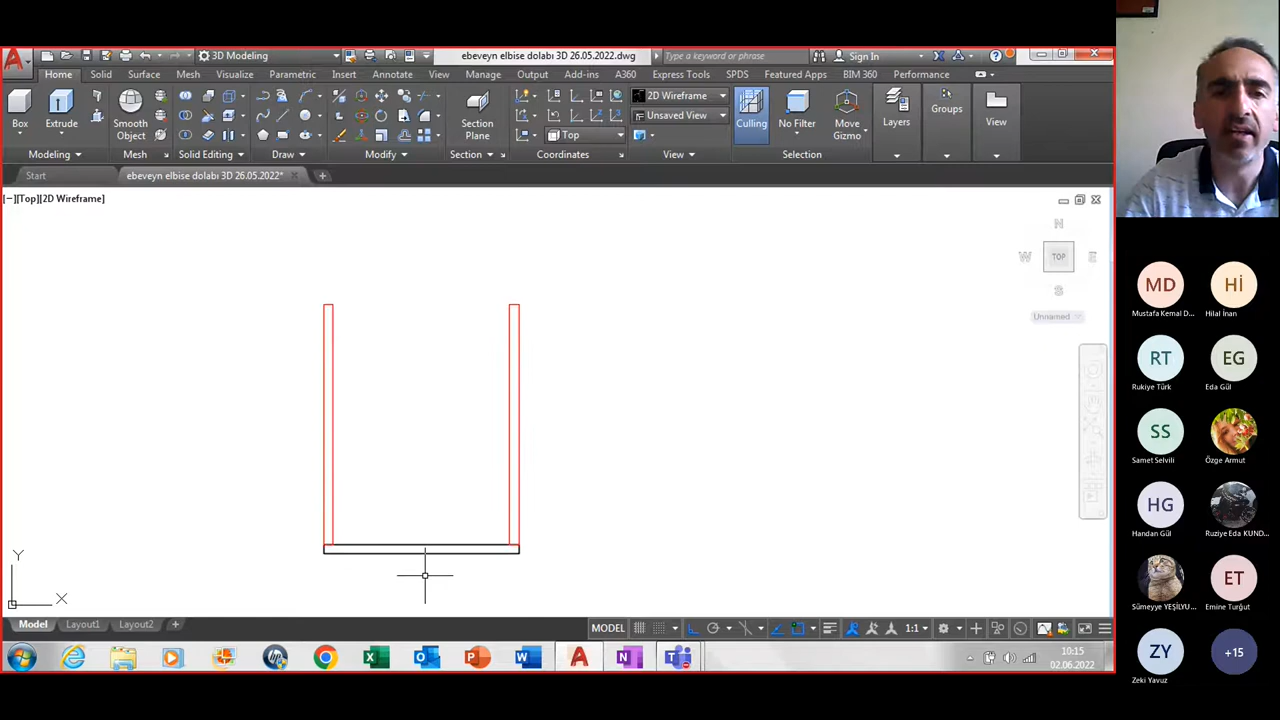 3D Modeling
ebeveyn elbise dolabı 3D 26.05.2022.dwg
Type a keyword or phrase
Sign In
Home Solid Surface Mesh Visualize Parametric Insert Annotate View Manage Output Add-ins A360 Express Tools SPDS Featured Apps BIM 360 Performance
Box
Extrude
Smooth
Object
Section
Plane
2D Wireframe
Unsaved View
Top
Culling
No Filter
Move
Gizmo
Layers
Groups
View
Modeling
Mesh
Solid Editing
Draw
Modify
Section
Coordinates
View
Selection
Start
ebeveyn elbise dolabı 3D 26.05.2022*
[−][Top][2D Wireframe]
N
W
TOP
E
S
Unnamed
Y
X
Model Layout1 Layout2
MODEL
1:1
10:15
02.06.2022
MD
Mustafa Kemal D...
Hİ
Hilal İnan
RT
Rukiye Türk
EG
Eda Gül
SS
Samet Selvili
Özge Armut
HG
Handan Gül
Ruziye Eda KUND...
Sümeyye YEŞİLYU...
ET
Emine Turğut
ZY
Zeki Yavuz
+15